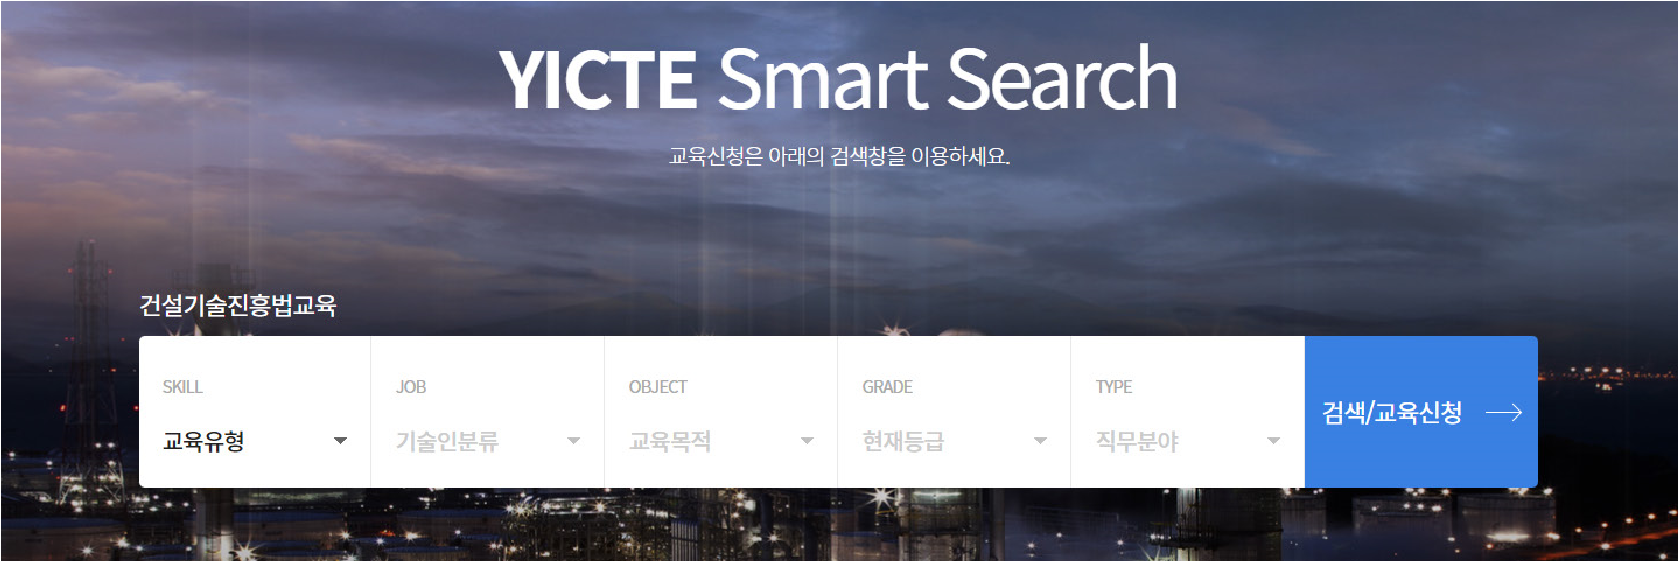 YICTE Smart Search
교육신청은 아래의 검색창을 이용하세요.
건설기술진흥법교육
SKILL
교육유형
JOB
기술인분류
OBJECT
교육목적
GRADE
현재등급
TYPE
직무분야
검색/교육신청